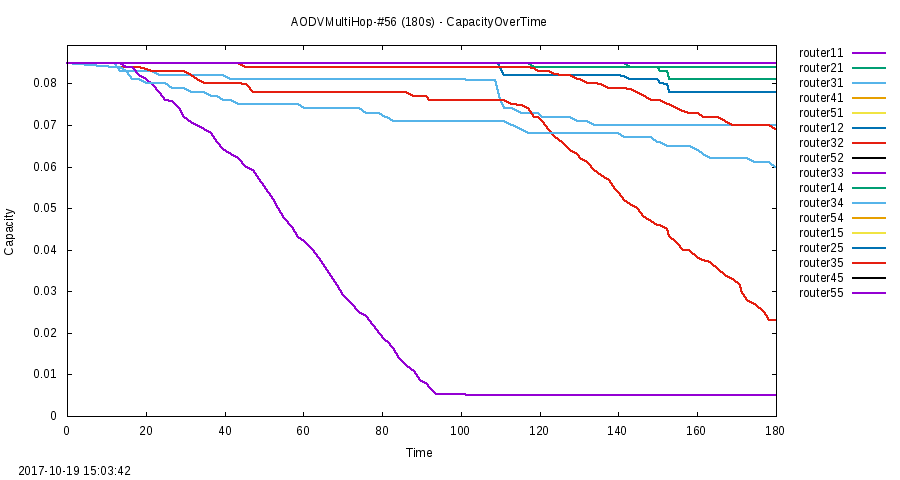 AODVMultiHop-#56 (180s) - CapacityOverTime
router11
router21
router31
router41
router51
router12
router32
router52
router33
router14
router34
router54
router15
router25
router35
router45
router55
Capacity
0.08
0.07
0.06
0.05
0.04
0.03
0.02
0.01
0
0 20 40 60 80 100 120 140 160 180
Time
2017-10-19 15:03:42